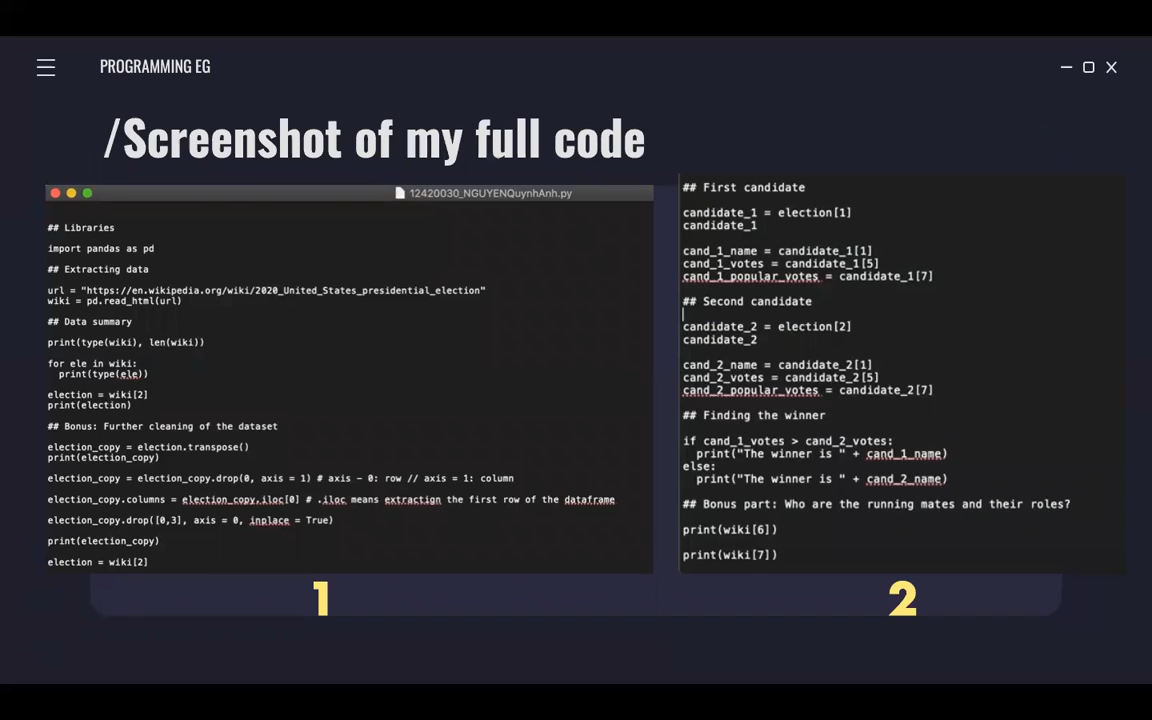 PROGRAMMING EG
/Screenshot of my full code
12420030_NGUYENQuynhAnh.py
## Libraries
import pandas as pd
## Extracting data
url = "https://en.wikipedia.org/wiki/2020_United_States_presidential_election"
wiki = pd.read_html(url)
## Data summary
print(type(wiki), len(wiki))
for ele in wiki:
  print(type(ele))
election = wiki[2]
print(election)
## Bonus: Further cleaning of the dataset
election_copy = election.transpose()
print(election_copy)
election_copy = election_copy.drop(0, axis = 1) # axis - 0: row // axis = 1: column
election_copy.columns = election_copy.iloc[0] # .iloc means extractign the first row of the dataframe
election_copy.drop([0,3], axis = 0, inplace = True)
print(election_copy)
election = wiki[2]
1
## First candidate
candidate_1 = election[1]
candidate_1
cand_1_name = candidate_1[1]
cand_1_votes = candidate_1[5]
cand_1_popular_votes = candidate_1[7]
## Second candidate
candidate_2 = election[2]
candidate_2
cand_2_name = candidate_2[1]
cand_2_votes = candidate_2[5]
cand_2_popular_votes = candidate_2[7]
## Finding the winner
if cand_1_votes > cand_2_votes:
  print("The winner is " + cand_1_name)
else:
  print("The winner is " + cand_2_name)
## Bonus part: Who are the running mates and their roles?
print(wiki[6])
print(wiki[7])
2